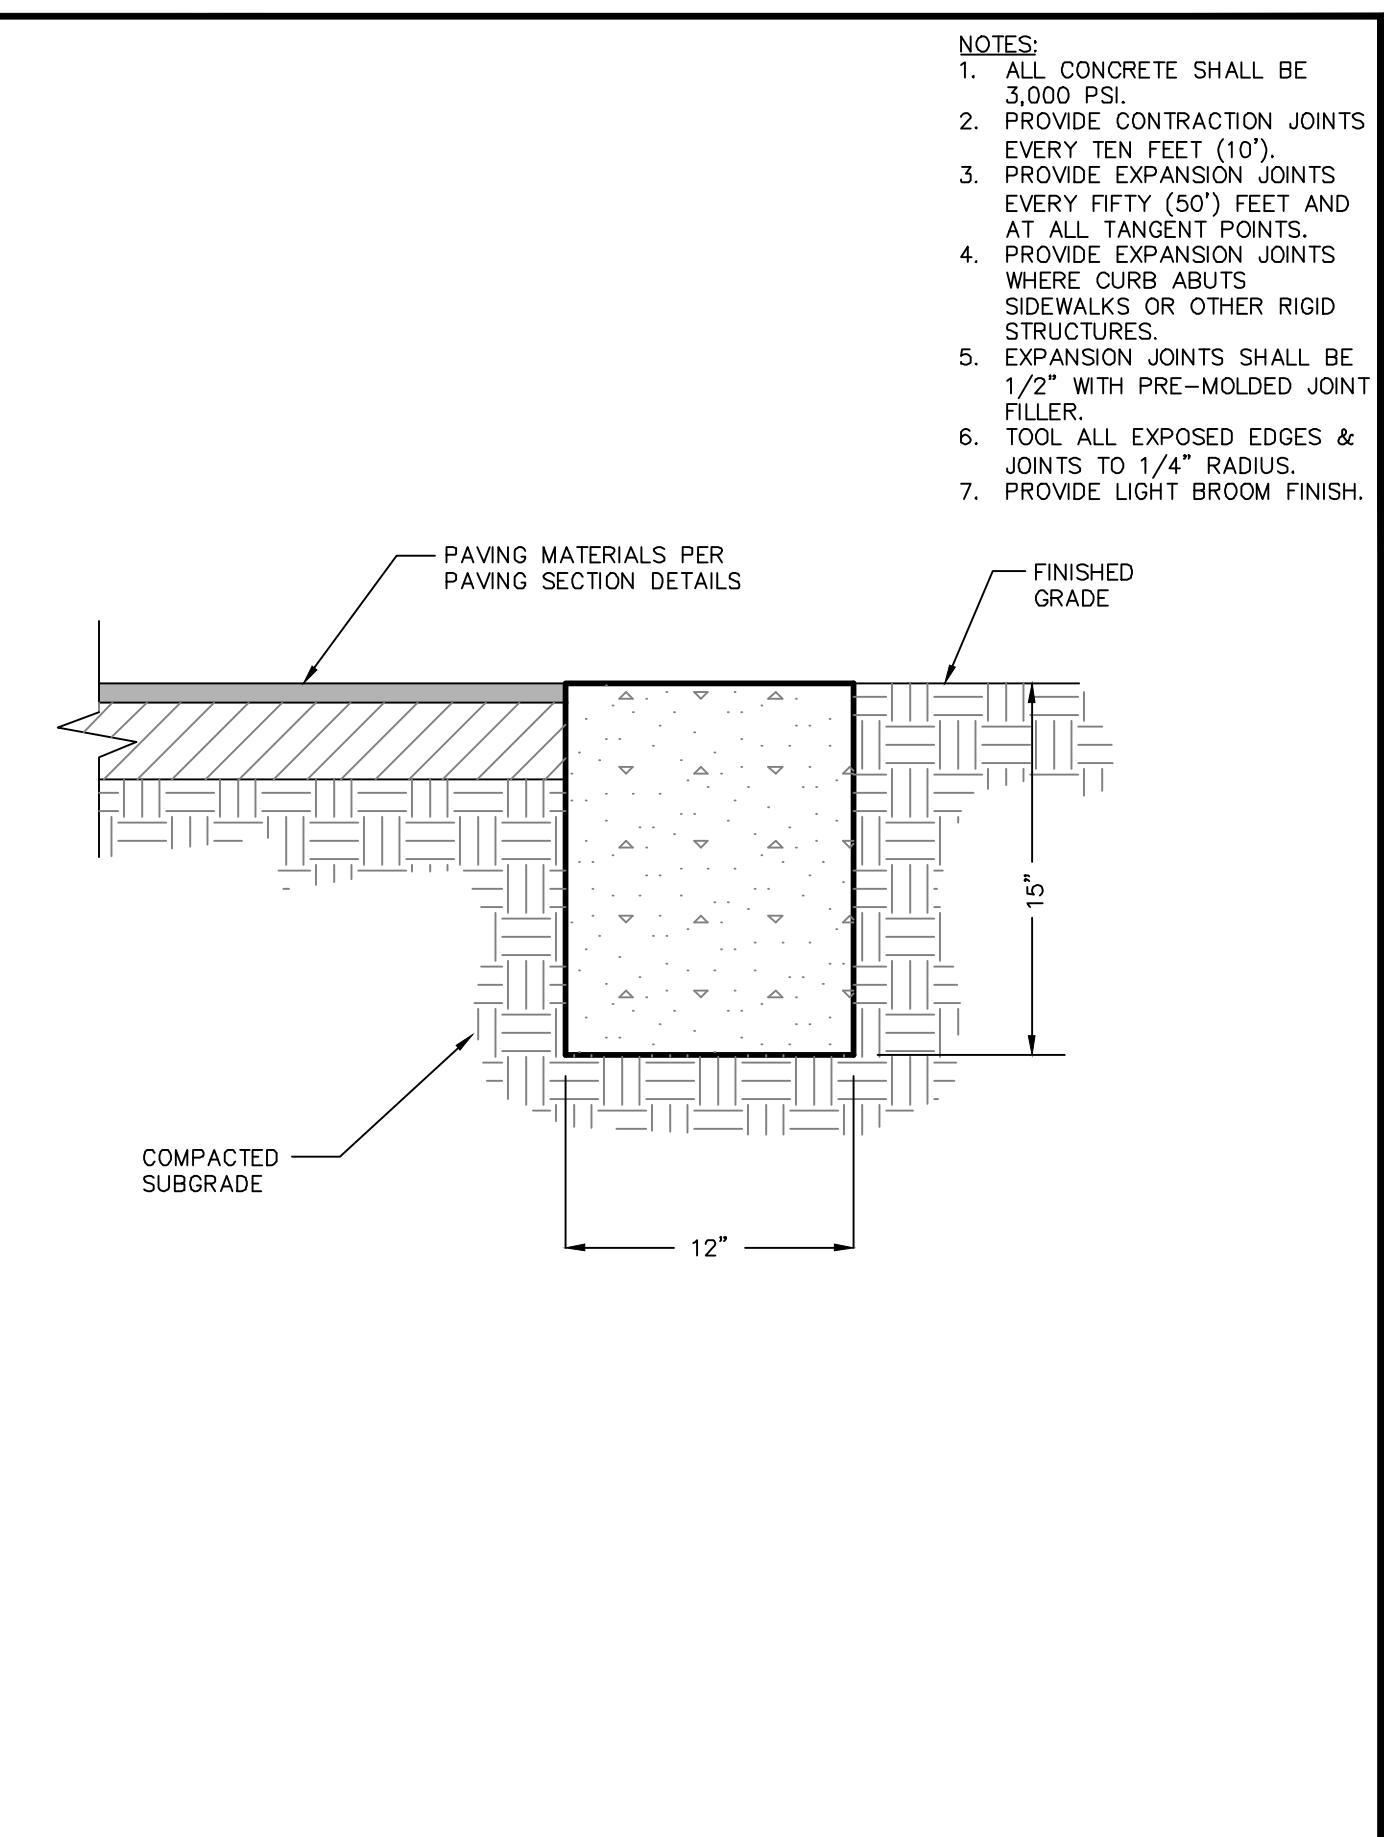 NOTES:
1. ALL CONCRETE SHALL BE
3,000 PSI.
2. PROVIDE CONTRACTION JOINTS
EVERY TEN FEET (10').
3. PROVIDE EXPANSION JOINTS
EVERY FIFTY (50') FEET AND
AT ALL TANGENT POINTS.
4. PROVIDE EXPANSION JOINTS
WHERE CURB ABUTS
SIDEWALKS OR OTHER RIGID
STRUCTURES.
5. EXPANSION JOINTS SHALL BE
1/2" WITH PRE-MOLDED JOINT
FILLER.
6. TOOL ALL EXPOSED EDGES &
JOINTS TO 1/4" RADIUS.
7. PROVIDE LIGHT BROOM FINISH.
PAVING MATERIALS PER
PAVING SECTION DETAILS
FINISHED
GRADE
15"
COMPACTED
SUBGRADE
12"